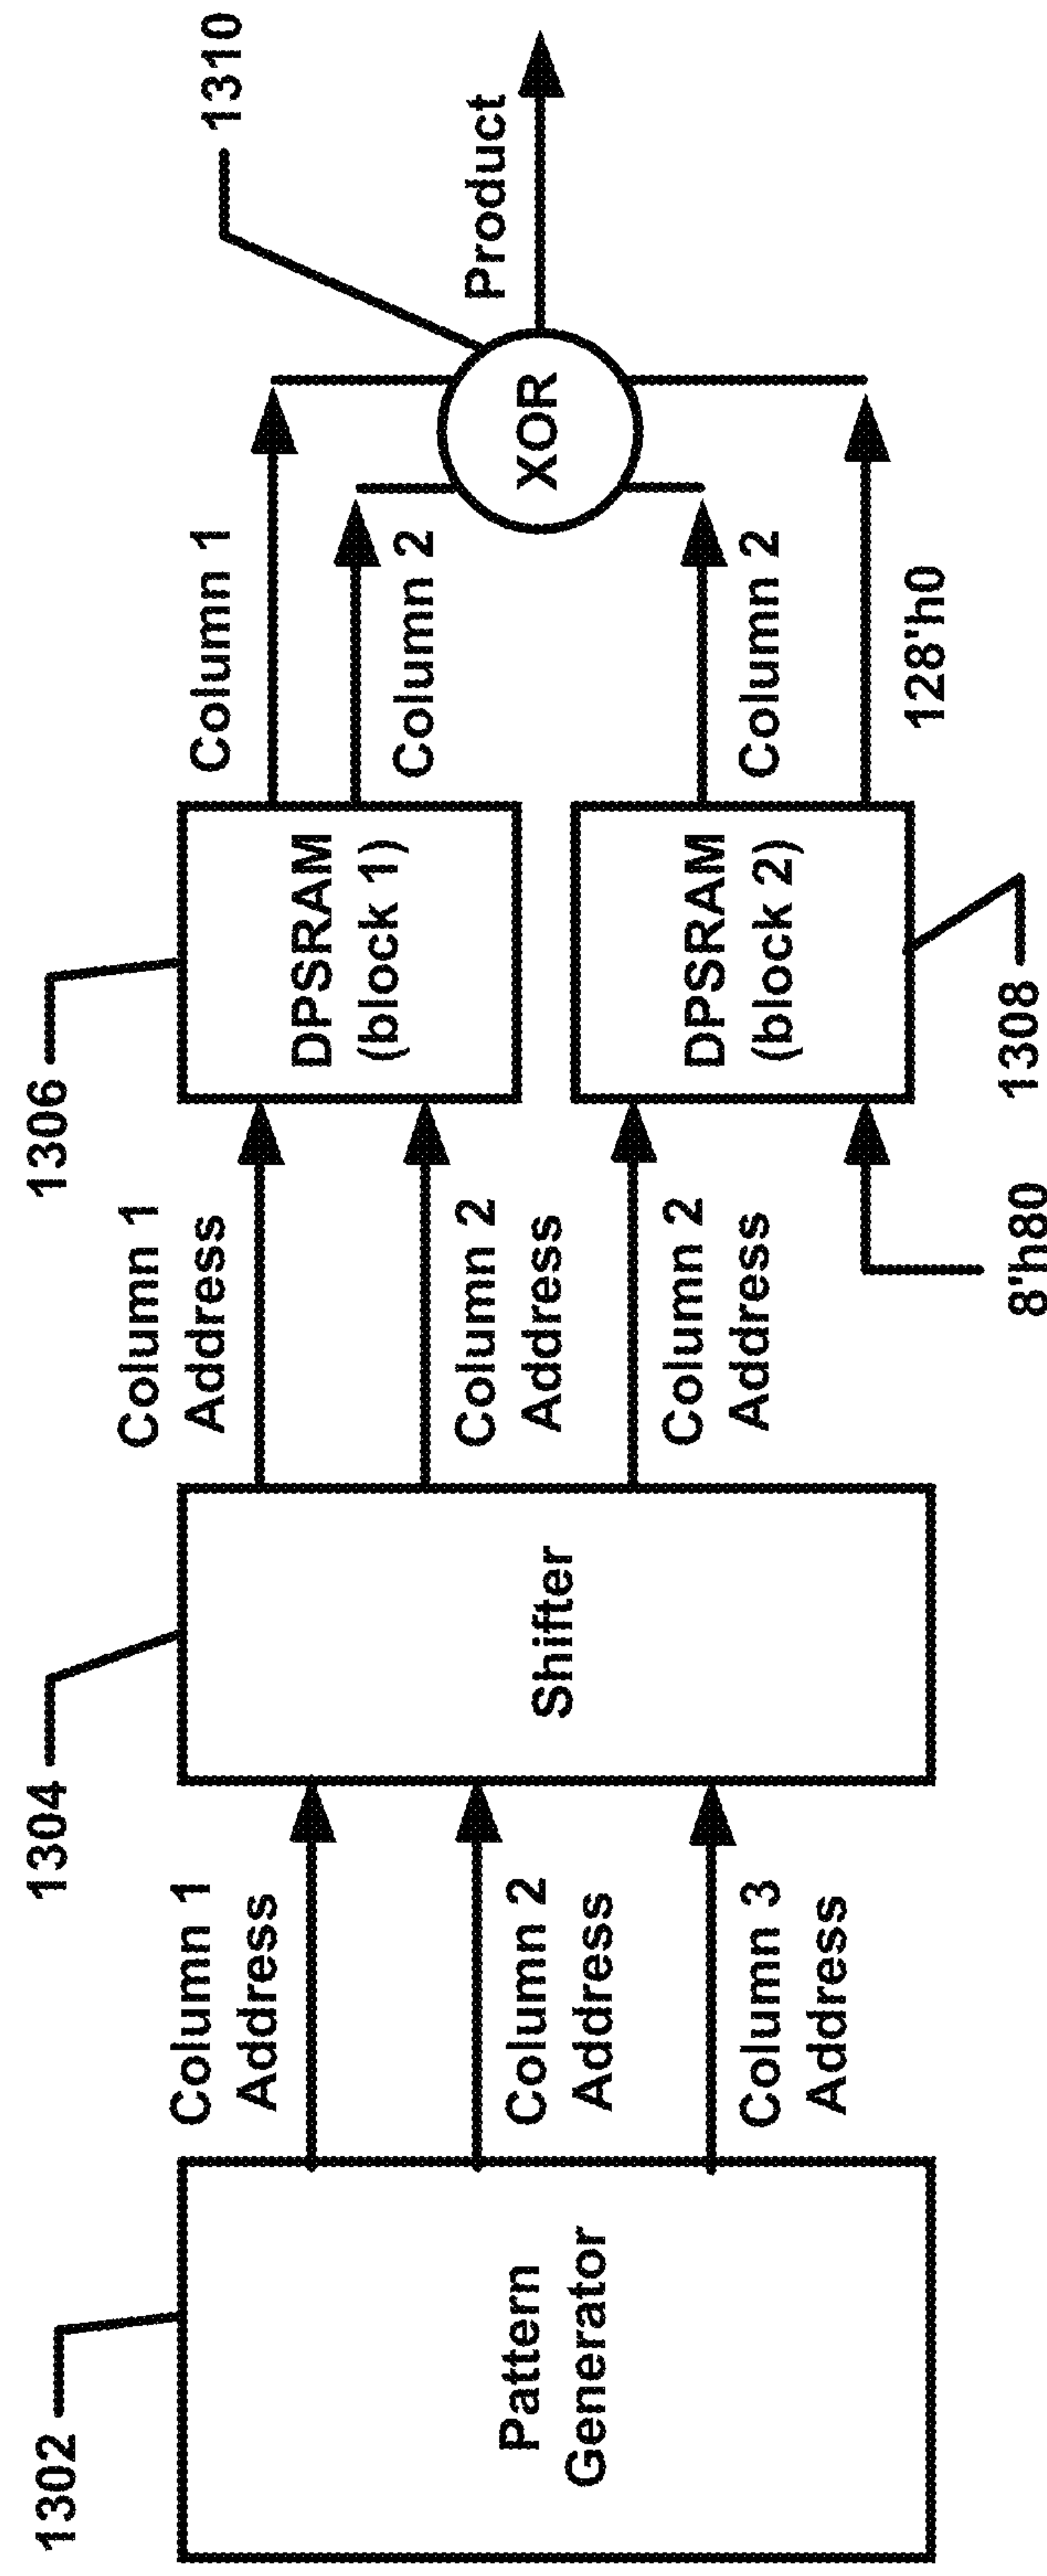 1302
Pattern
Generator
Column 1
Address
Column 2
Address
Column 3
Address
1304
Shifter
Column 1
Address
Column 2
Address
Column 2
Address
8'h80
1306
DPSRAM
(block 1)
DPSRAM
(block 2)
1308
Column 1
Column 2
Column 2
128'h0
XOR
1310
Product